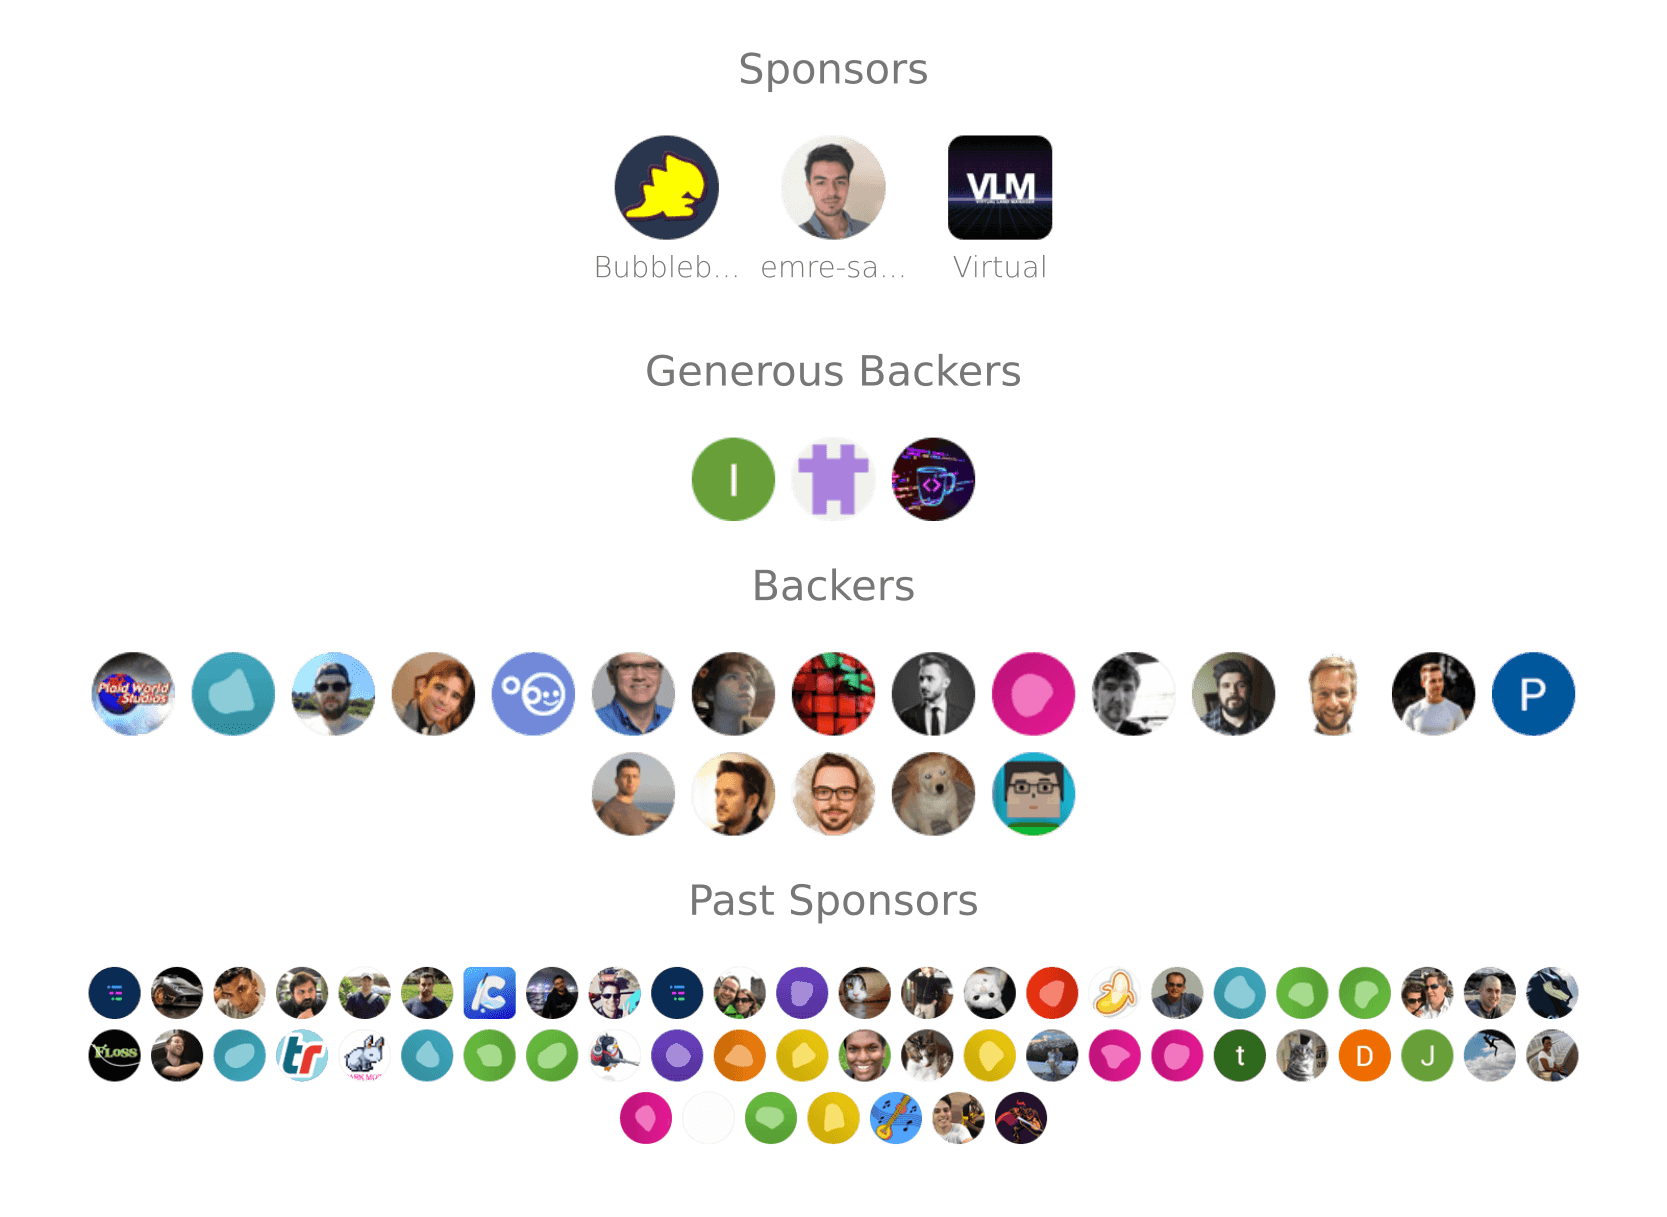 Sponsors
VLM
Bubbleb... emre-sa... Virtual
Generous Backers
I
Backers
Plaid World
Studios
P
Past Sponsors
FLOSS
tr
t
D
J